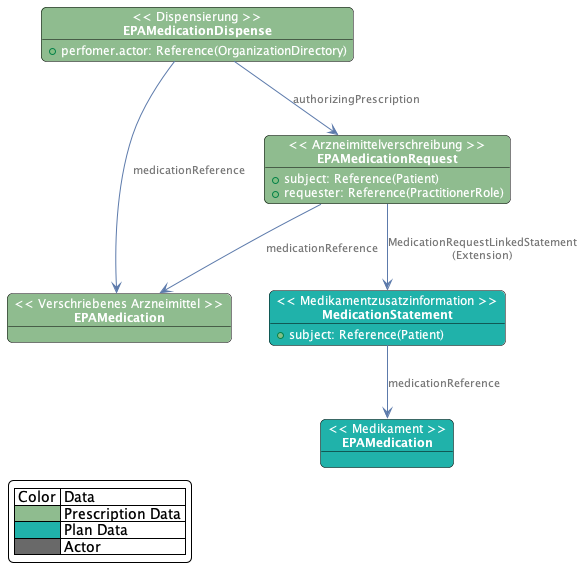 << Dispensierung >>
EPAMedicationDispense
perfomer.actor: Reference(OrganizationDirectory)
authorizingPrescription
<< Arzneimittelverschreibung >>
EPAMedicationRequest
subject: Reference(Patient)
requester: Reference(PractitionerRole)
medicationReference
medicationReference
MedicationRequestLinkedStatement
(Extension)
<< Verschriebenes Arzneimittel >>
EPAMedication
<< Medikamentzusatzinformation >>
MedicationStatement
subject: Reference(Patient)
medicationReference
<< Medikament >>
EPAMedication
Color Data
Prescription Data
Plan Data
Actor